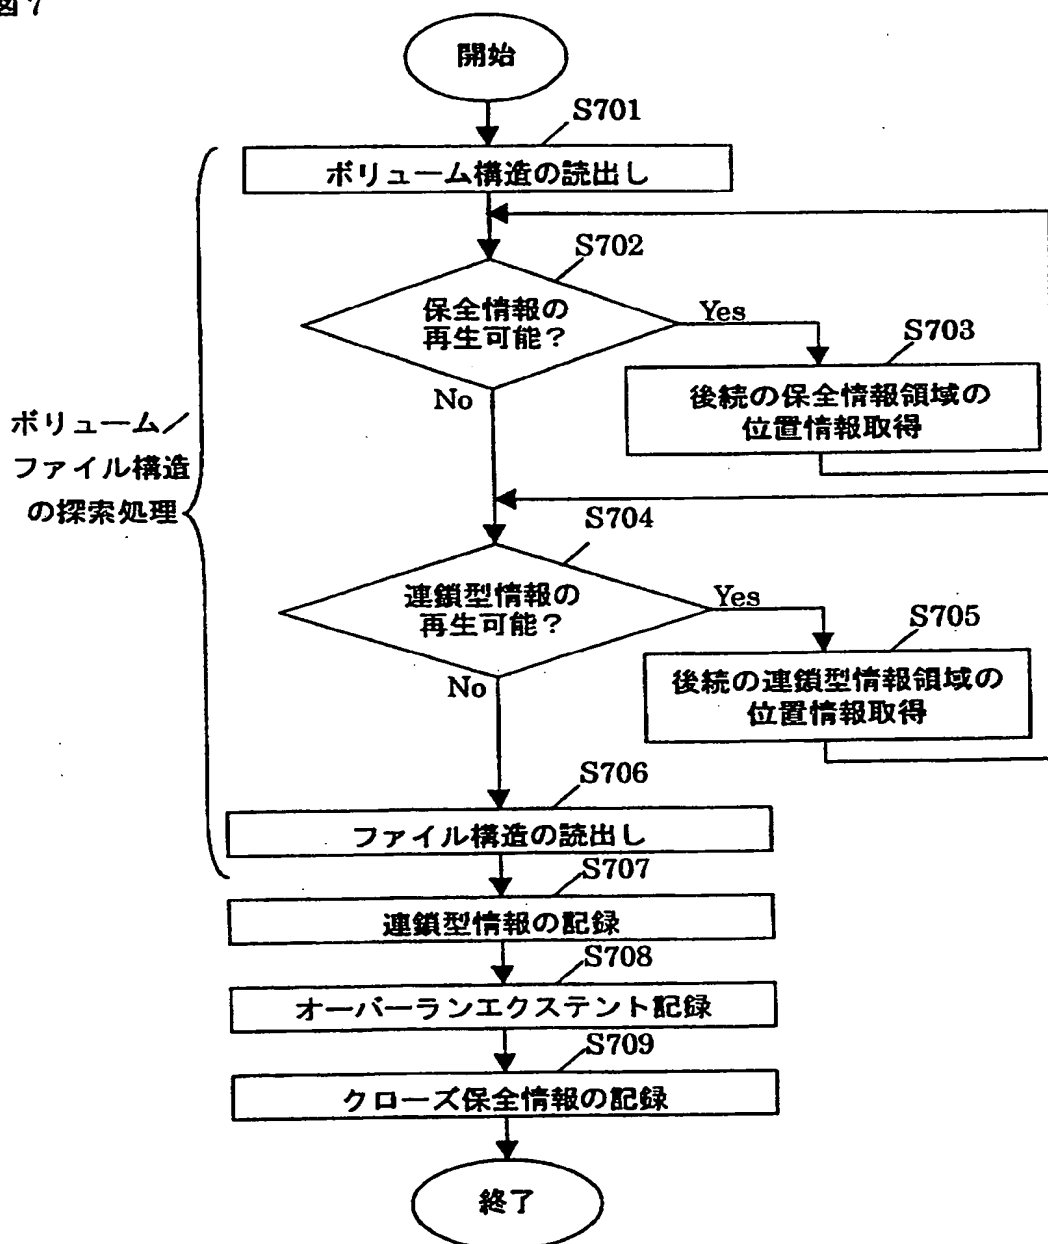 図7
開始
S701
ボリューム構造の読出し
S702
保全情報の
再生可能？
Yes
No
S703
後続の保全情報領域の
位置情報取得
ボリューム／
ファイル構造
の探索処理
S704
連鎖型情報の
再生可能？
Yes
No
S705
後続の連鎖型情報領域の
位置情報取得
S706
ファイル構造の読出し
S707
連鎖型情報の記録
S708
オーバーランエクステント記録
S709
クローズ保全情報の記録
終了